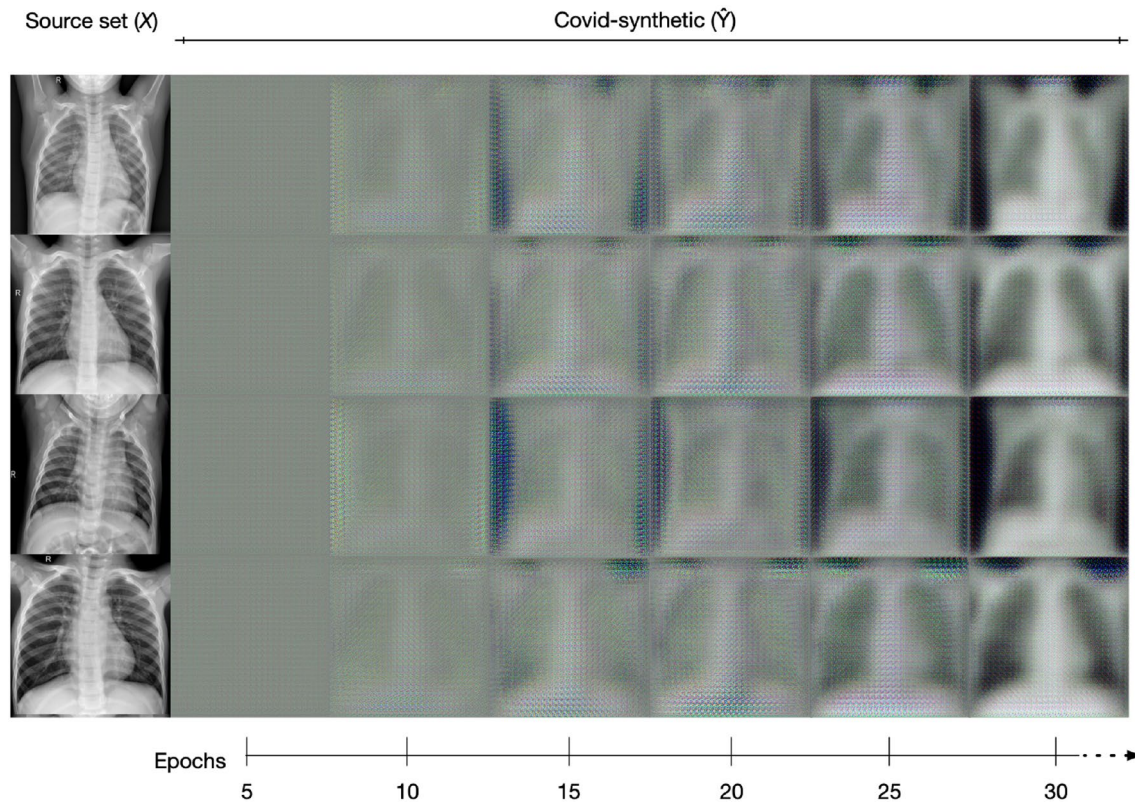 Source set (X)
Covid-synthetic (Ŷ)
R
R
R
R
Epochs
5
10
15
20
25
30